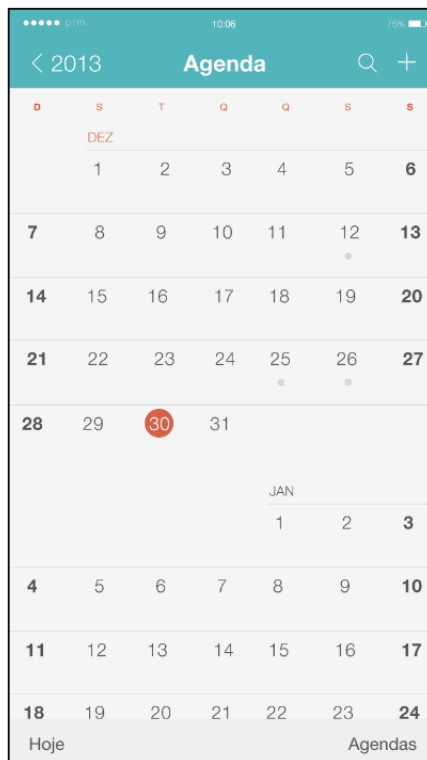 ptm 10:06 75%
2013 Agenda
D S T Q Q S S
DEZ
1 2 3 4 5 6
7 8 9 10 11 12 13
14 15 16 17 18 19 20
21 22 23 24 25 26 27
28 29 30 31
JAN
1 2 3
4 5 6 7 8 9 10
11 12 13 14 15 16 17
18 19 20 21 22 23 24
Hoje Agendas